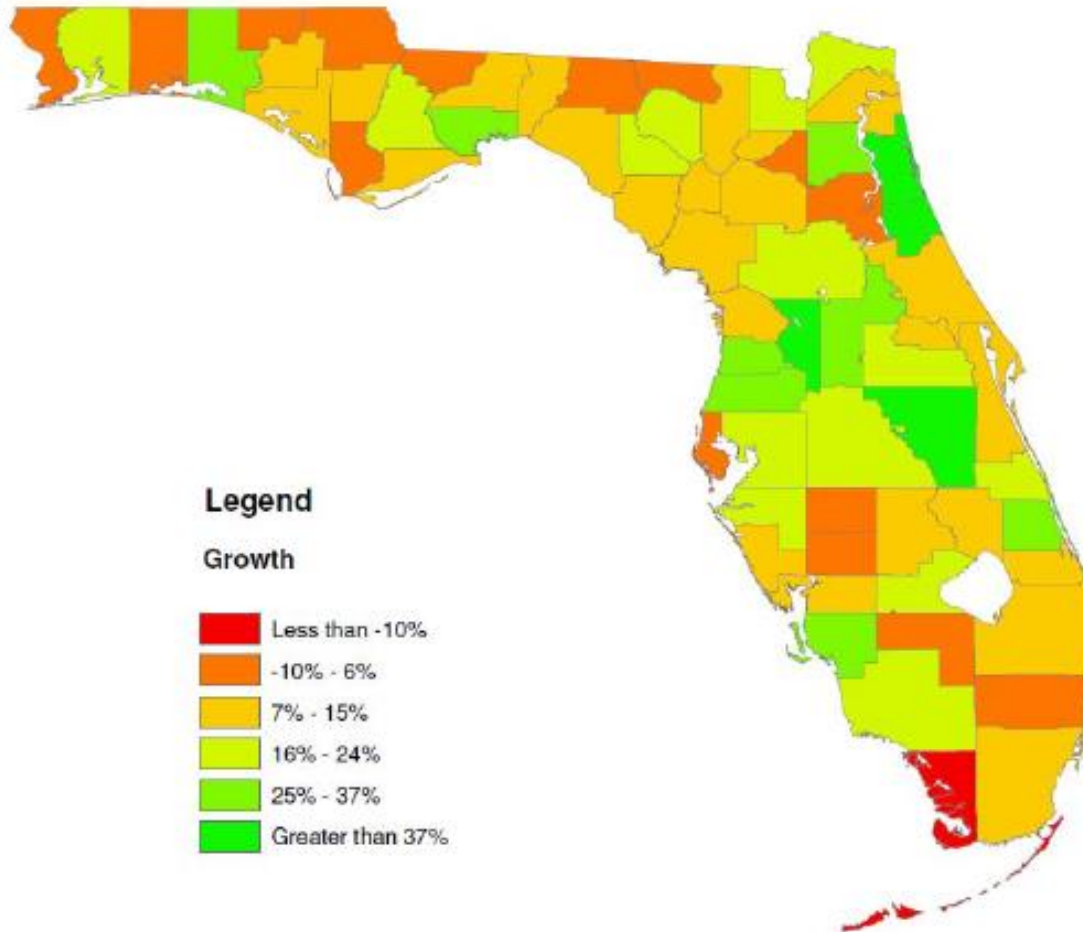 Legend
Growth
Less than -10%
-10% - 6%
7% - 15%
16% - 24%
25% - 37%
Greater than 37%